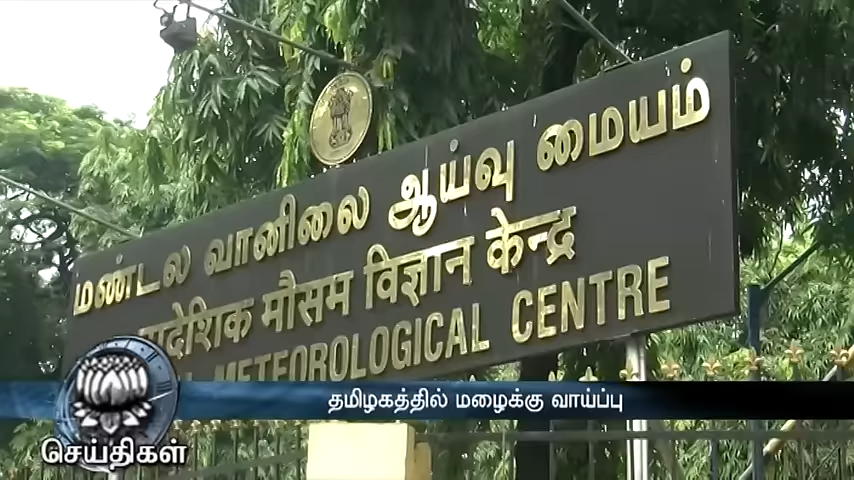 மண்டல வானிலை ஆய்வு மையம்
प्रादेशिक मौसम विज्ञान केन्द्र
METEOROLOGICAL CENTRE
தமிழகத்தில் மழைக்கு வாய்ப்பு
செய்திகள்